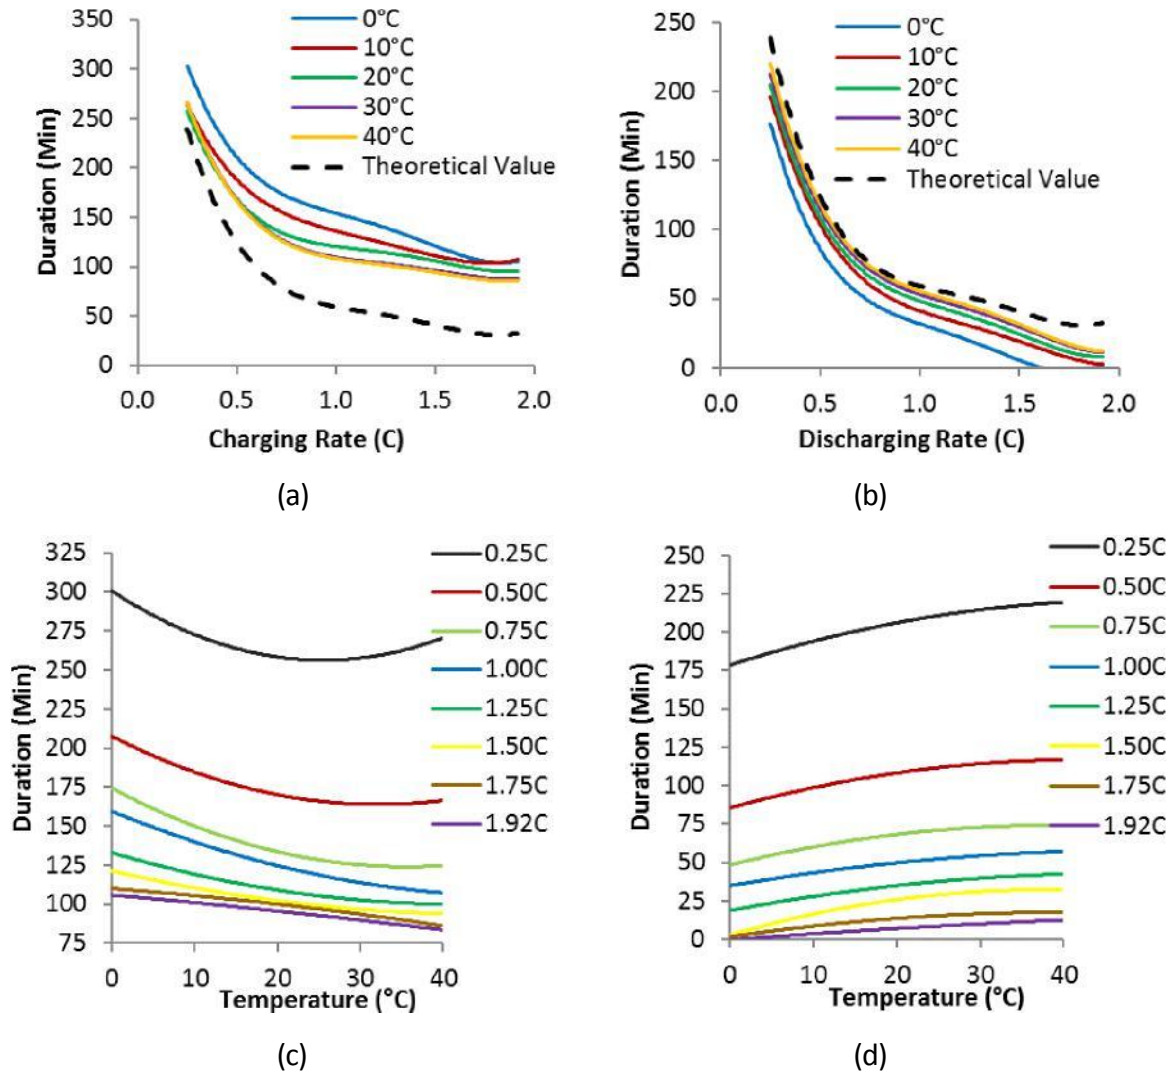 350
300
250
200
150
100
50
0
Duration (Min)
0.0 0.5 1.0 1.5 2.0
Charging Rate (C)
0°C
10°C
20°C
30°C
40°C
Theoretical Value
(a)
250
200
150
100
50
0
Duration (Min)
0.0 0.5 1.0 1.5 2.0
Discharging Rate (C)
0°C
10°C
20°C
30°C
40°C
Theoretical Value
(b)
325
300
275
250
225
200
175
150
125
100
75
Duration (Min)
0 10 20 30 40
Temperature (°C)
0.25C
0.50C
0.75C
1.00C
1.25C
1.50C
1.75C
1.92C
(c)
250
225
200
175
150
125
100
75
50
25
0
Duration (Min)
0 10 20 30 40
Temperature (°C)
0.25C
0.50C
0.75C
1.00C
1.25C
1.50C
1.75C
1.92C
(d)